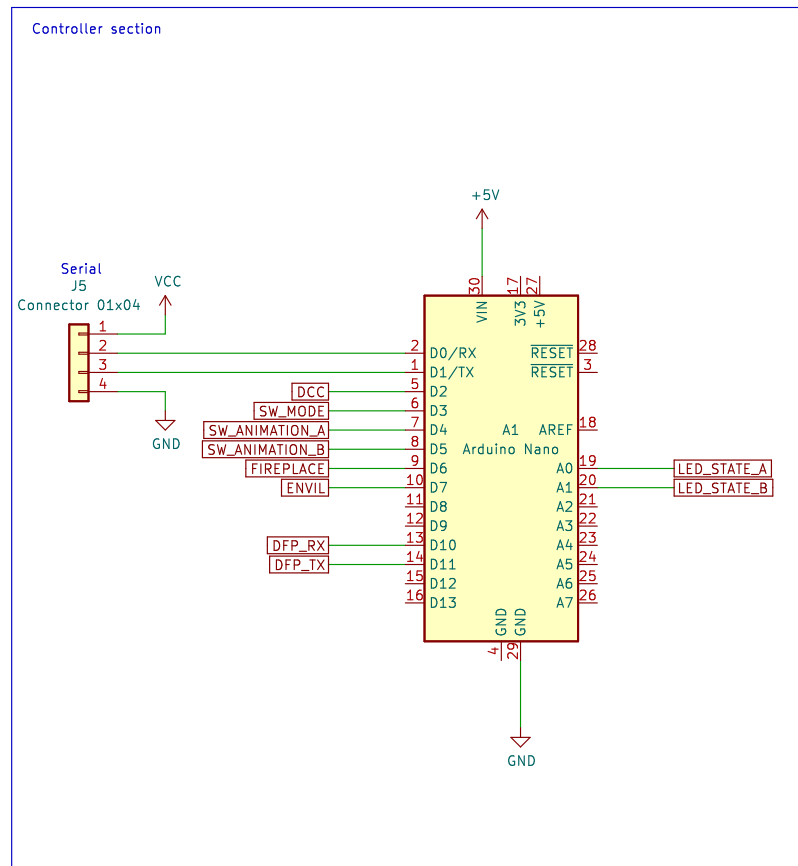 Controller section
+5V
Serial
J5
Connector 01x04
VCC
1
2
3
4
GND
30
17
27
VIN
3V3
+5V
2 D0/RX
1 D1/TX
DCC 5 D2
SW_MODE 6 D3
SW_ANIMATION_A 7 D4
SW_ANIMATION_B 8 D5
FIREPLACE 9 D6
ENVIL 10 D7
11 D8
12 D9
DFP_RX 13 D10
DFP_TX 14 D11
15 D12
16 D13
A1
Arduino Nano
RESET 28
RESET 3
AREF 18
A0 19 LED_STATE_A
A1 20 LED_STATE_B
A2 21
A3 22
A4 23
A5 24
A6 25
A7 26
GND
GND
4
29
GND